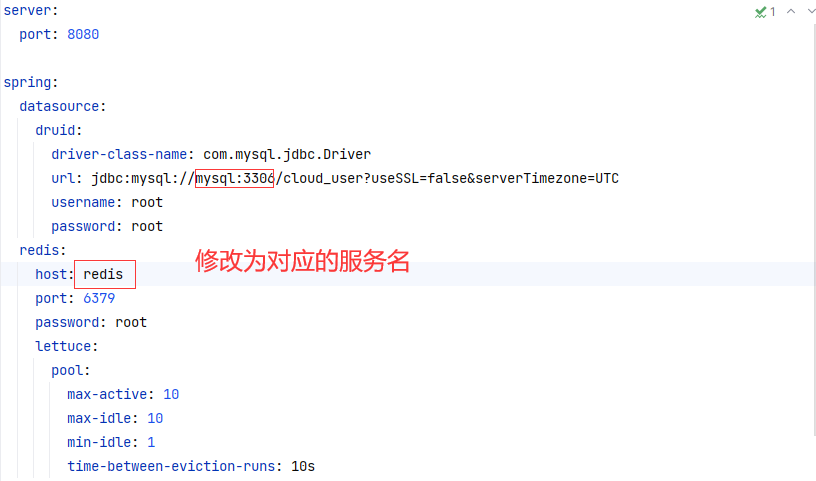 server:
  port: 8080
✓ 1

spring:
  datasource:
    druid:
      driver-class-name: com.mysql.jdbc.Driver
      url: jdbc:mysql://mysql:3306/cloud_user?useSSL=false&serverTimezone=UTC
      username: root
      password: root
  redis:
修改为对应的服务名
    host: redis
    port: 6379
    password: root
    lettuce:
      pool:
        max-active: 10
        max-idle: 10
        min-idle: 1
        time-between-eviction-runs: 10s